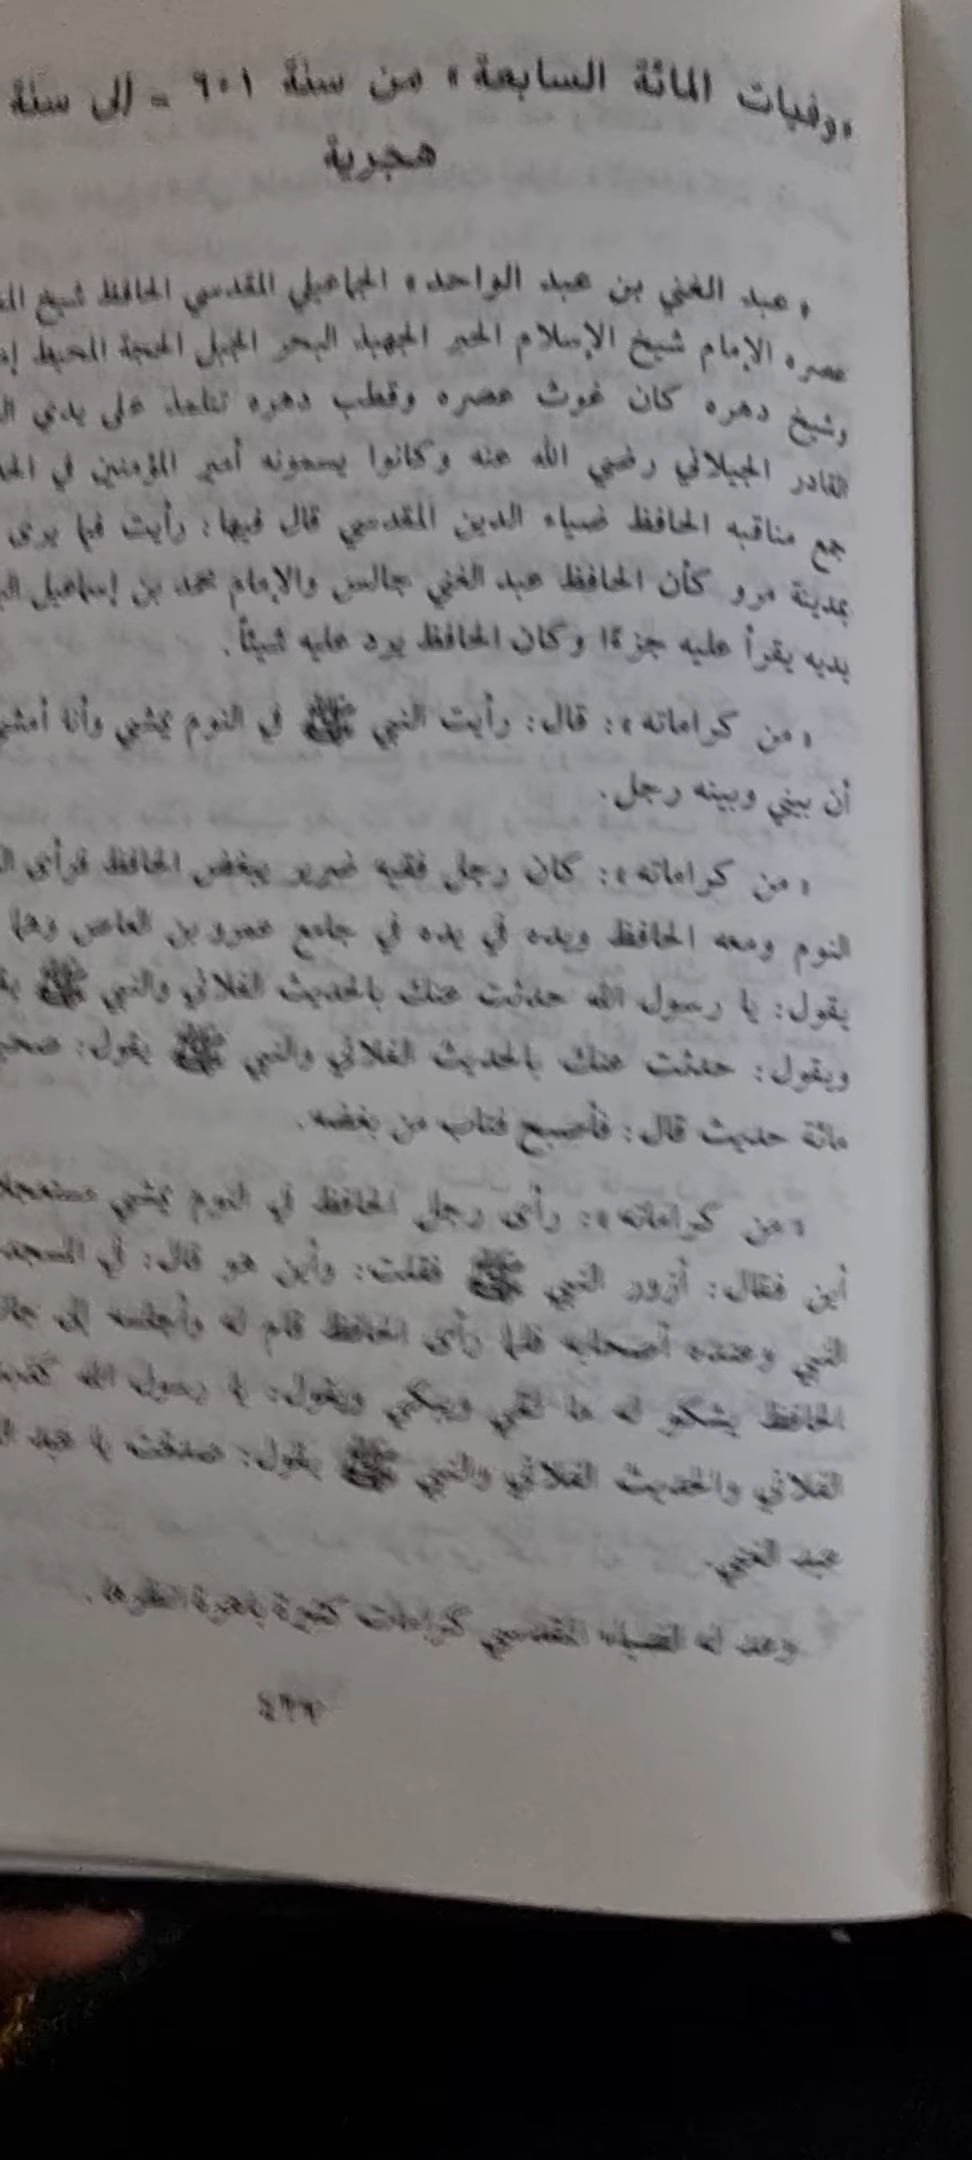 «وفيات المائة السابعة» من سنة ٦٠١ - إلى سنة
هجرية
«عبد الغني بن عبد الواحد» الجماعيلي المقدسي الحافظ شيخ
عصره الإمام شيخ الإسلام الحبر الجهبذ البحر الجبل الحجة المحيط
وشيخ دهره كان غوث عصره وقطب دهره تتلمذ على يدي
القادر الجيلاني رضي الله عنه وكانوا يسمونه أمير المؤمنين في
جمع مناقبه الحافظ ضياء الدين المقدسي قال فيها: رأيت فيما يرى
بمدينة مرو كأن الحافظ عبد الغني جالس والإمام محمد بن إسماعيل
يديه يقرأ عليه جزءًا وكان الحافظ يرد عليه شيئاً.
«من كراماته»: قال: رأيت النبي ﷺ في النوم يمشي وأنا أمشي
أن بيني وبينه رجل.
«من كراماته»: كان رجل فقيه ضرير يبغض الحافظ فرأى
النوم ومعه الحافظ ويده في يده في جامع عمرو بن العاص وهما
يقول: يا رسول الله حدثت عنك بالحديث الفلاني والنبي ﷺ
ويقول: حدثت عنك بالحديث الفلاني والنبي ﷺ يقول:
مائة حديث قال: فأصبح فتاب من بغضه.
«من كراماته»: رأى رجل الحافظ في النوم يمشي مستعجلا
أين فقال: أزور النبي ﷺ فقلت: وأين هو قال: في
النبي وعنده أصحابه فلما رأى الحافظ قام له وأجلسه إلى
الحافظ يشكو له ما لقي ويبكي ويقول: يا رسول الله
الفلاني والحديث الفلاني والنبي ﷺ يقول: صدقت يا عبد
عبد الغني.
وعد له الضياء المقدسي كرامات كثيرة